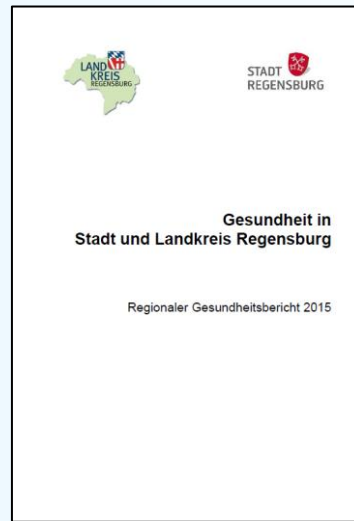 LAND
KREIS
REGENSBURG
STADT
REGENSBURG
Gesundheit in
Stadt und Landkreis Regensburg
Regionaler Gesundheitsbericht 2015